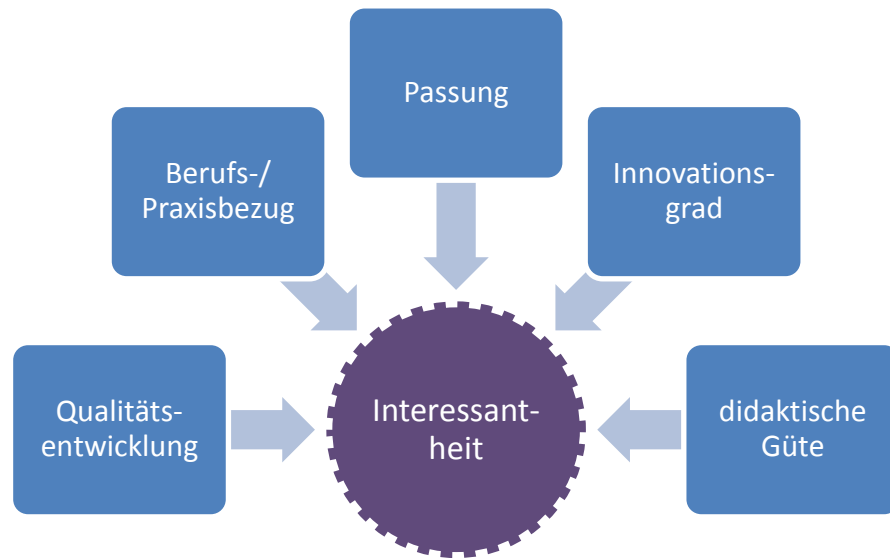 Passung
Berufs-/
Praxisbezug
Innovations-
grad
Qualitäts-
entwicklung
Interessant-
heit
didaktische
Güte